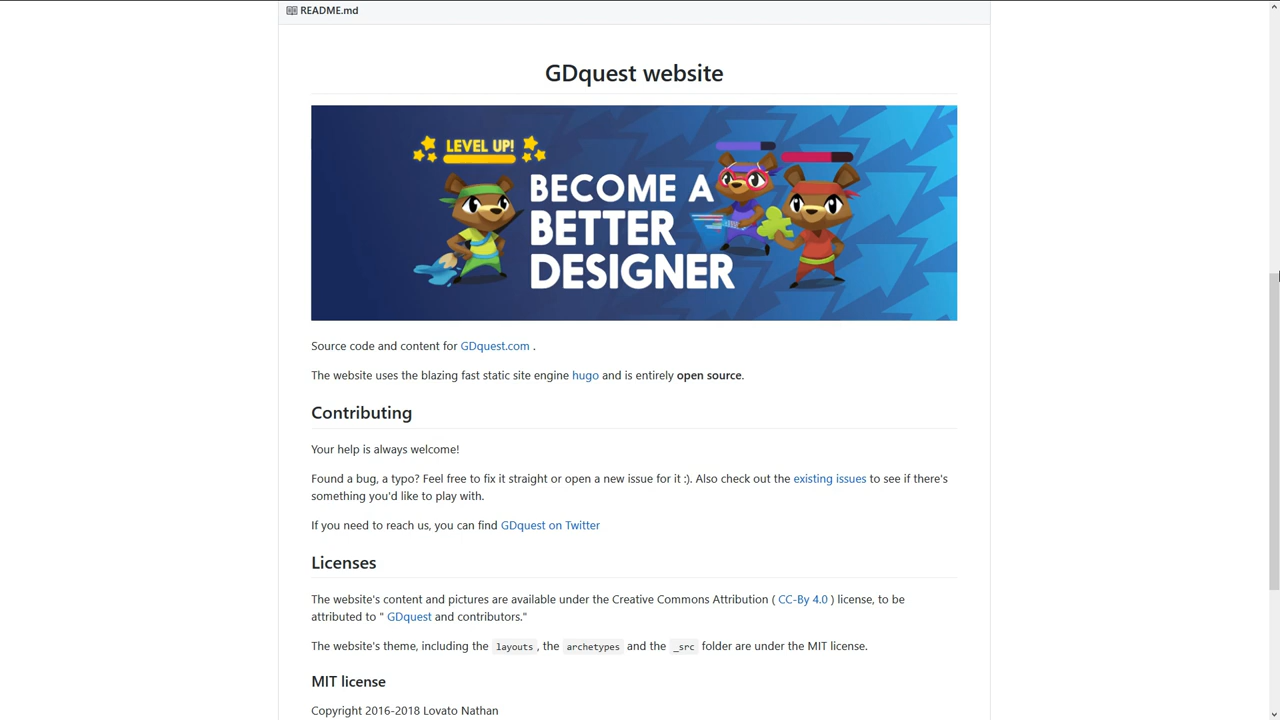 README.md
GDquest website
LEVEL UP!
BECOME A
BETTER
DESIGNER
Source code and content for GDquest.com .
The website uses the blazing fast static site engine hugo and is entirely open source.
Contributing
Your help is always welcome!
Found a bug, a typo? Feel free to fix it straight or open a new issue for it :). Also check out the existing issues to see if there's
something you'd like to play with.
If you need to reach us, you can find GDquest on Twitter
Licenses
The website's content and pictures are available under the Creative Commons Attribution ( CC-By 4.0 ) license, to be
attributed to " GDquest and contributors."
The website's theme, including the layouts , the archetypes and the _src folder are under the MIT license.
MIT license
Copyright 2016-2018 Lovato Nathan